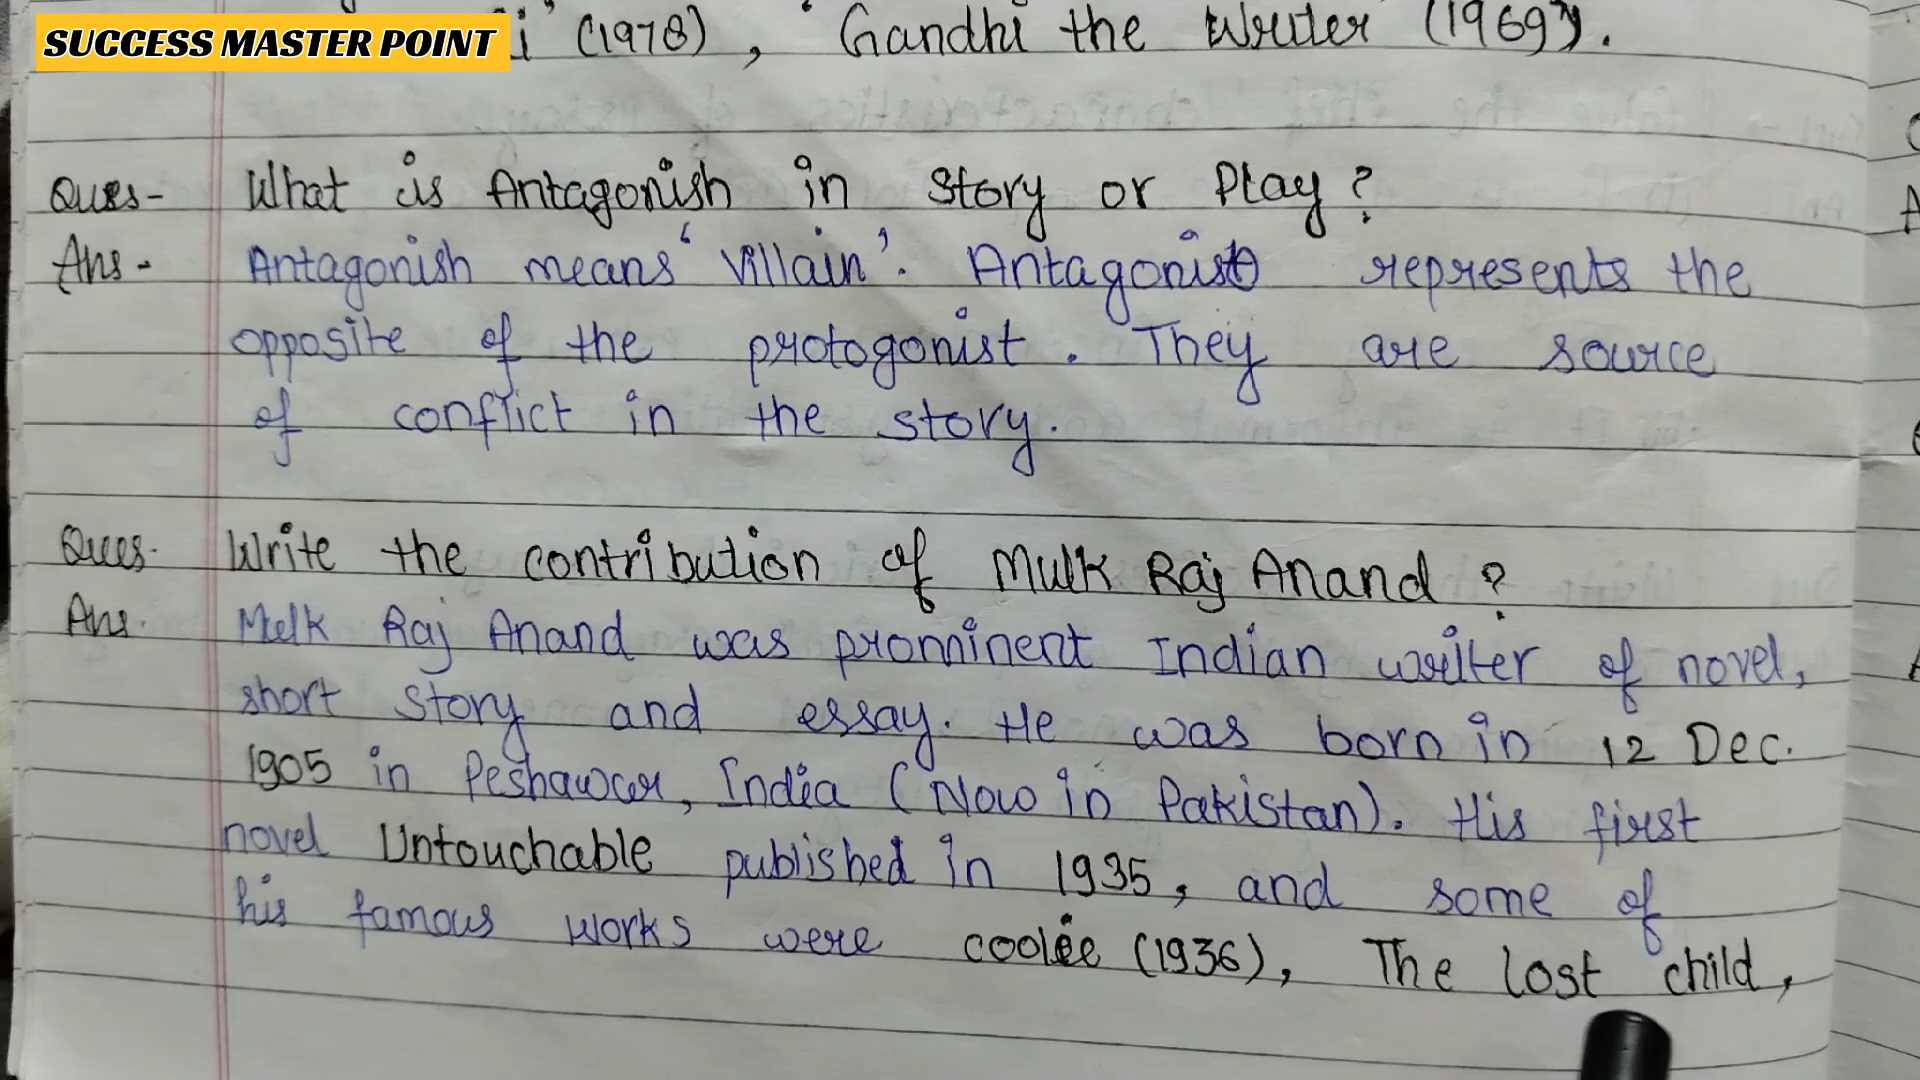 SUCCESS MASTER POINT i' (1978), 'Gandhi the Writer (1969)'.
Ques- What is Antagonish in Story or Play?
Ans- Antagonish means 'Villain'. Antagonist represents the
opposite of the protogonist. They are source
of conflict in the story.
Ques. Write the contribution of Mulk Raj Anand ?
Ans. Mulk Raj Anand was prominent Indian writer of novel,
short story and essay. He was born in 12 Dec.
1905 in Peshawar, India (Now in Pakistan). His first
novel Untouchable published in 1935, and some of
his famous works were coolie (1936), The lost child,